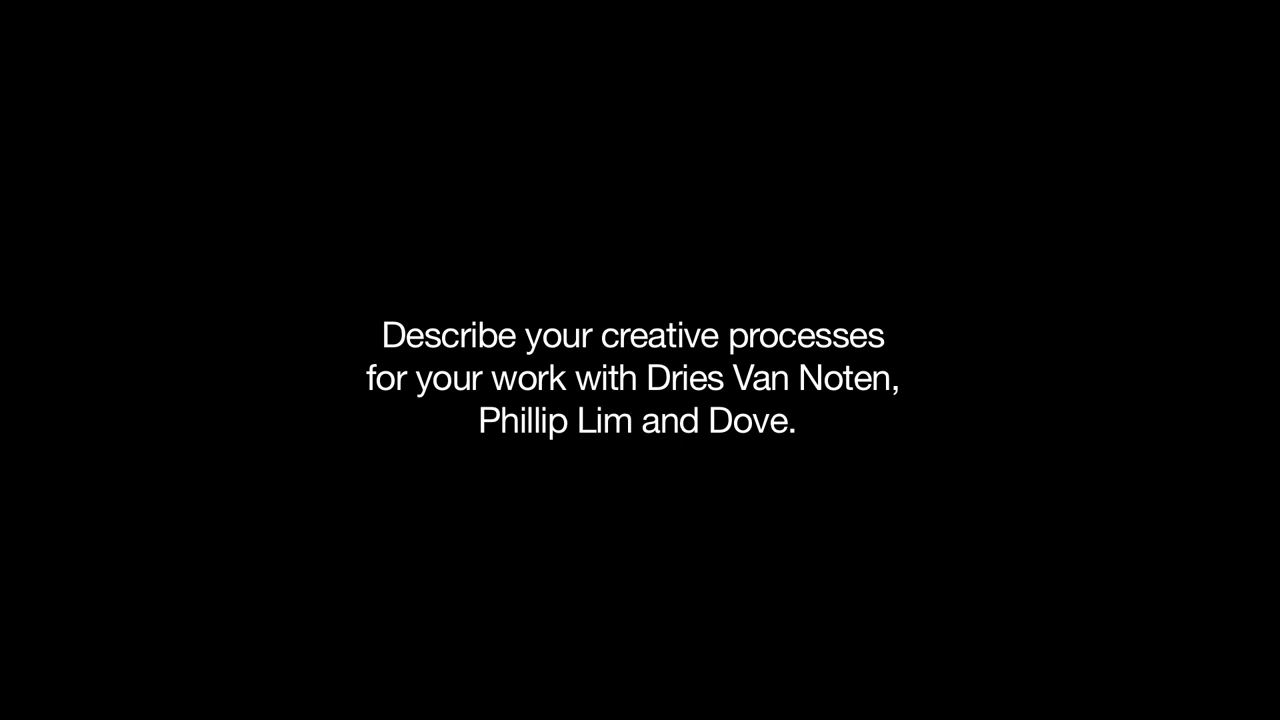 Describe your creative processes
for your work with Dries Van Noten,
Phillip Lim and Dove.